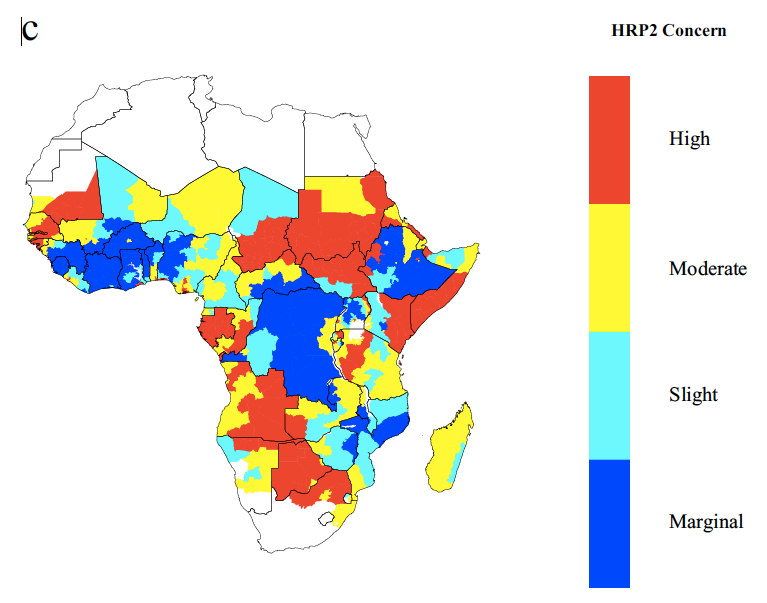 c
HRP2 Concern
High
Moderate
Slight
Marginal